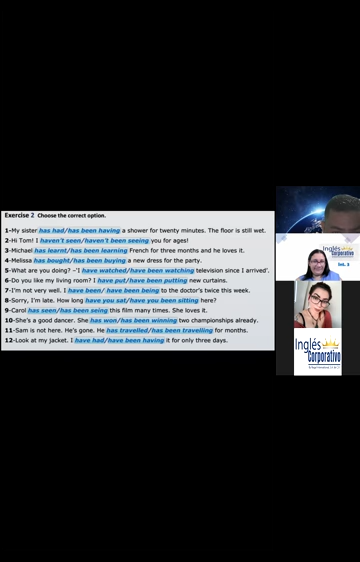 Exercise 2 Choose the correct option.
1-My sister has had/has been having a shower for twenty minutes. The floor is still wet.
2-Hi Tom! I haven't seen/haven't been seeing you for ages!
3-Michael has learnt/has been learning French for three months and he loves it.
4-Melissa has bought/has been buying a new dress for the party.
5-What are you doing? –'I have watched/have been watching television since I arrived'.
6-Do you like my living room? I have put/have been putting new curtains.
7-I'm not very well. I have been/ have been being to the doctor's twice this week.
8-Sorry, I'm late. How long have you sat/have you been sitting here?
9-Carol has seen/has been seing this film many times. She loves it.
10-She's a good dancer. She has won/has been winning two championships already.
11-Sam is not here. He's gone. He has travelled/has been travelling for months.
12-Look at my jacket. I have had/have been having it for only three days.
Inglés
Corporativo
Int. 1
Inglés
Corporativo